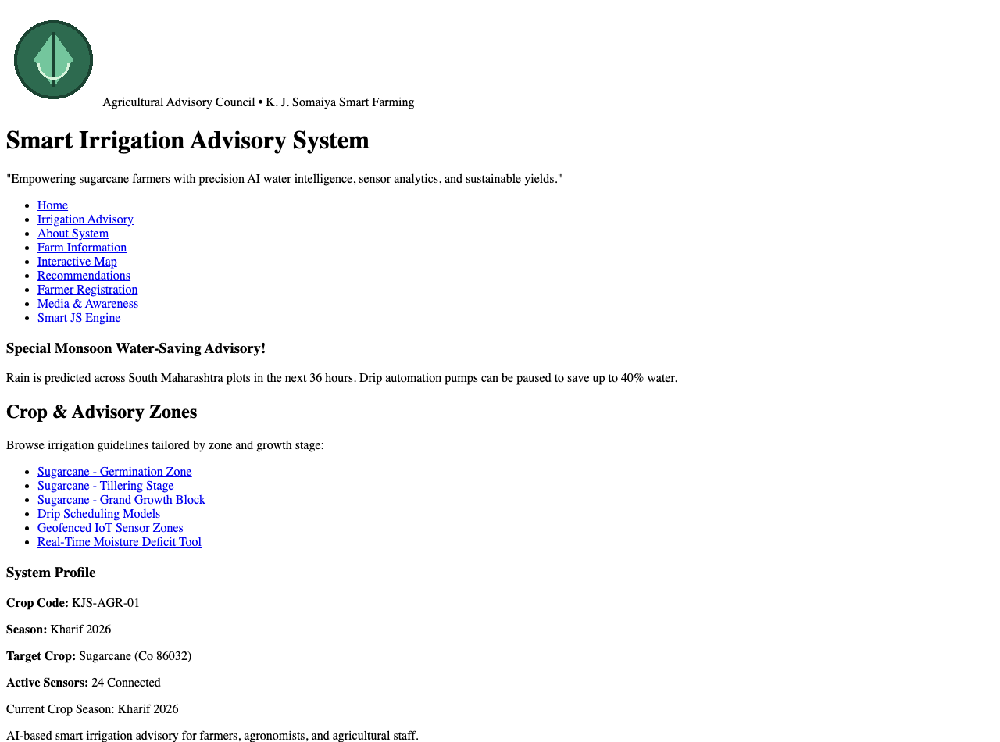 Agricultural Advisory Council • K. J. Somaiya Smart Farming
Smart Irrigation Advisory System
"Empowering sugarcane farmers with precision AI water intelligence, sensor analytics, and sustainable yields."
Home
Irrigation Advisory
About System
Farm Information
Interactive Map
Recommendations
Farmer Registration
Media & Awareness
Smart JS Engine
Special Monsoon Water-Saving Advisory!
Rain is predicted across South Maharashtra plots in the next 36 hours. Drip automation pumps can be paused to save up to 40% water.
Crop & Advisory Zones
Browse irrigation guidelines tailored by zone and growth stage:
Sugarcane - Germination Zone
Sugarcane - Tillering Stage
Sugarcane - Grand Growth Block
Drip Scheduling Models
Geofenced IoT Sensor Zones
Real-Time Moisture Deficit Tool
System Profile
Crop Code: KJS-AGR-01
Season: Kharif 2026
Target Crop: Sugarcane (Co 86032)
Active Sensors: 24 Connected
Current Crop Season: Kharif 2026
AI-based smart irrigation advisory for farmers, agronomists, and agricultural staff.